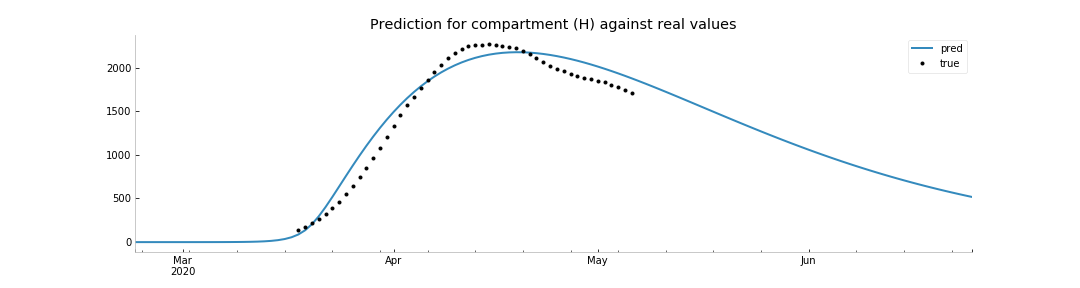 Prediction for compartment (H) against real values
pred
true
2000
1500
1000
500
0
Mar
2020
Apr
May
Jun